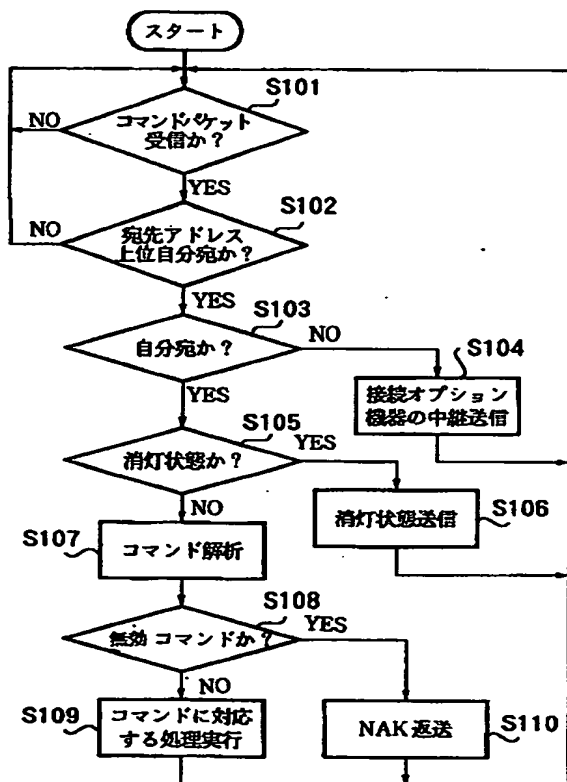 スタート
S101
コマンドパケット
受信か?
NO
YES
S102
宛先アドレス
上位自分宛か?
NO
YES
S103
自分宛か?
NO
YES
S104
接続オプション
機器の中継送信
S105
消灯状態か?
YES
NO
消灯状態送信
S106
S107
コマンド解析
S108
無効コマンドか?
YES
NO
S109
コマンドに対応
する処理実行
NAK返送
S110